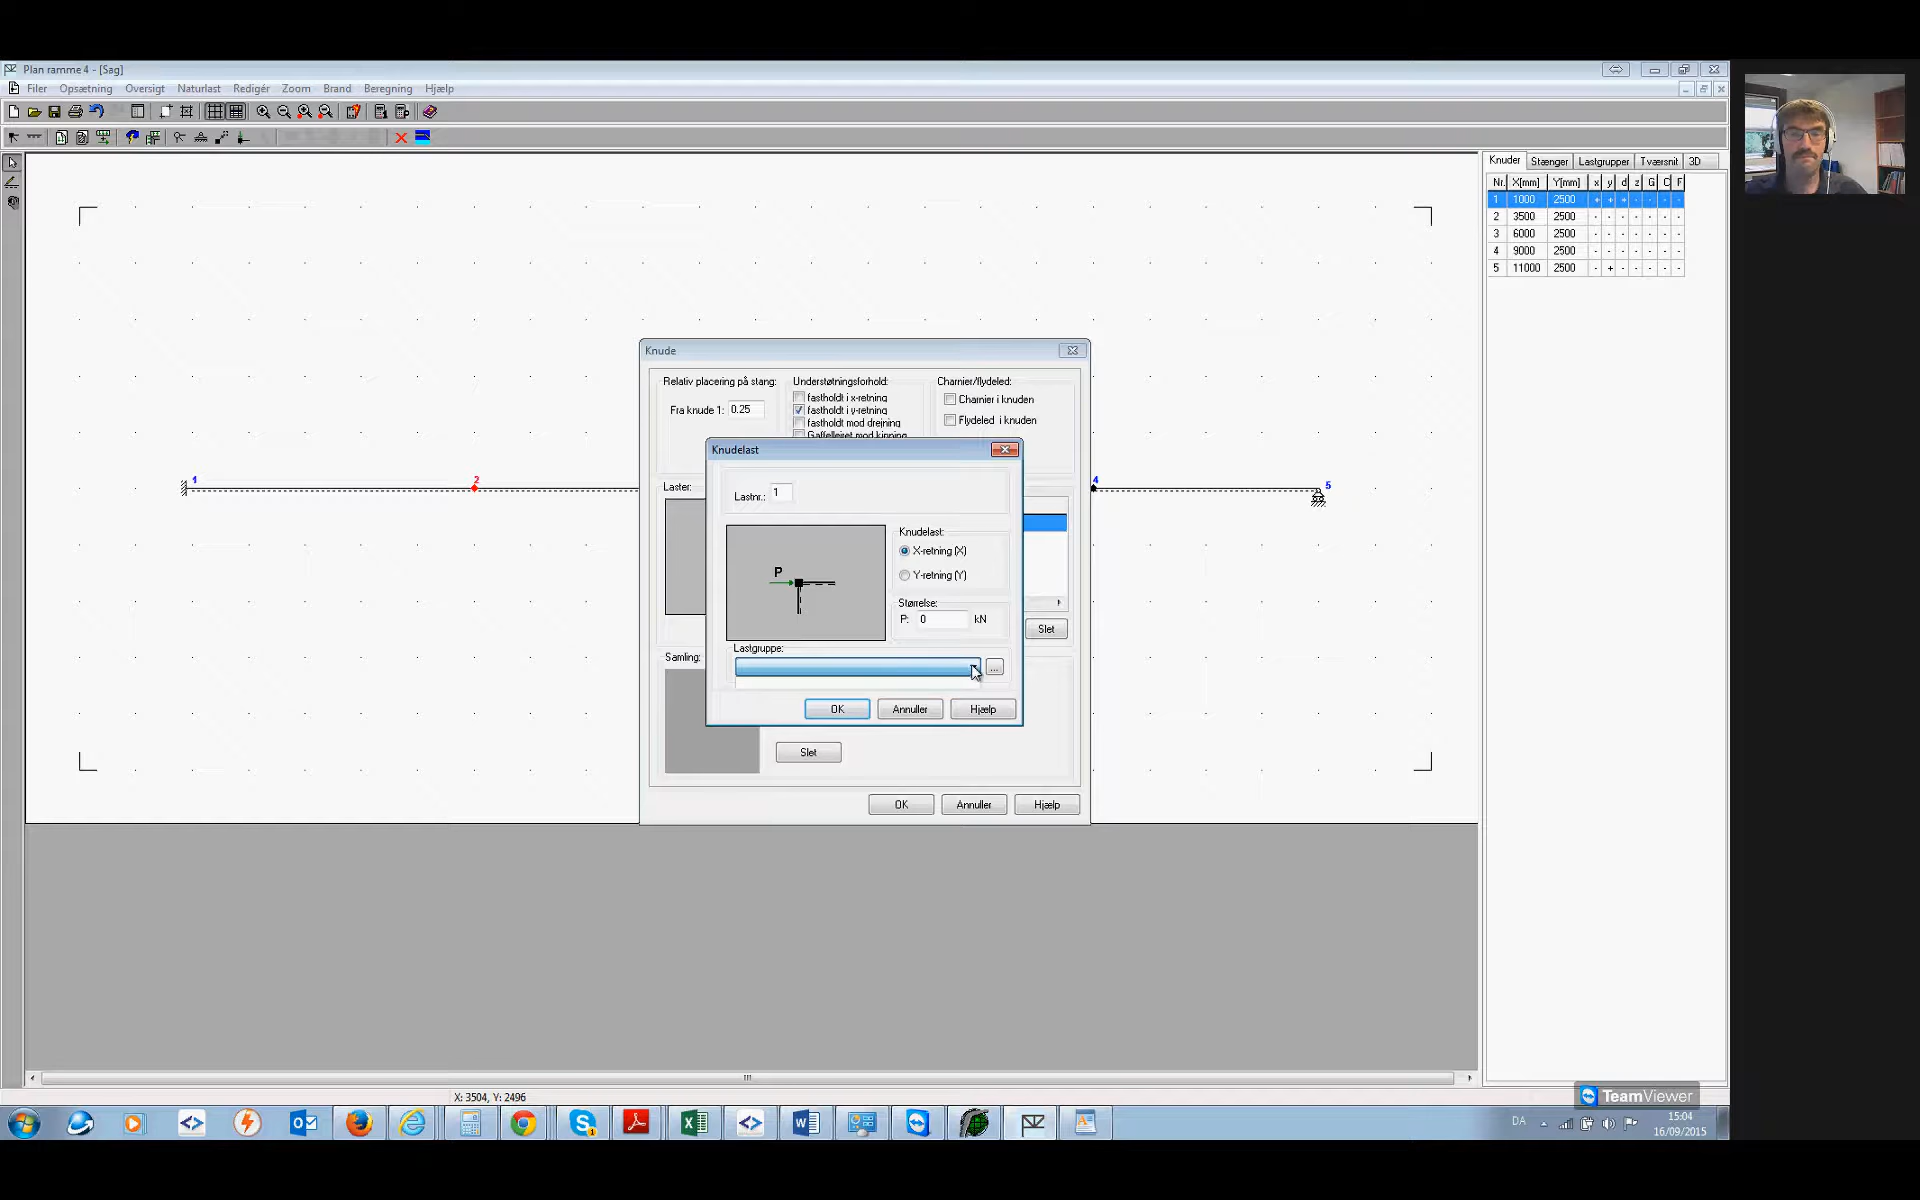 Plan ramme 4 - [Sag]
Filer Opsætning Oversigt Naturlast Redigér Zoom Brand Beregning Hjælp
Knuder Stænger Lastgrupper Tværsnit 3D
Nr. X[mm] Y[mm] x y d z G C F
1 1000 2500 + + + - - - -
2 3500 2500 - - - - - - -
3 6000 2500 - - - - - - -
4 9000 2500 - - - - - - -
5 11000 2500 - + - - - - -
Knude
Relativ placering på stang: Understøtningsforhold: Charnier/flydeled:
Fra knude 1: 0.25
fastholdt i x-retning
fastholdt i y-retning
fastholdt mod drejning
Gaffellejret mod kipning
Charnier i knuden
Flydeled i knuden
Knudelast
1 2 4 5
Laster:
Lastnr.: 1
P
Knudelast:
X-retning (X)
Y-retning (Y)
Størrelse:
P: 0 kN
Slet
Lastgruppe:
...
Samling:
OK Annuller Hjælp
Slet
OK Annuller Hjælp
X: 3504, Y: 2496
TeamViewer
DA
15:04
16/09/2015